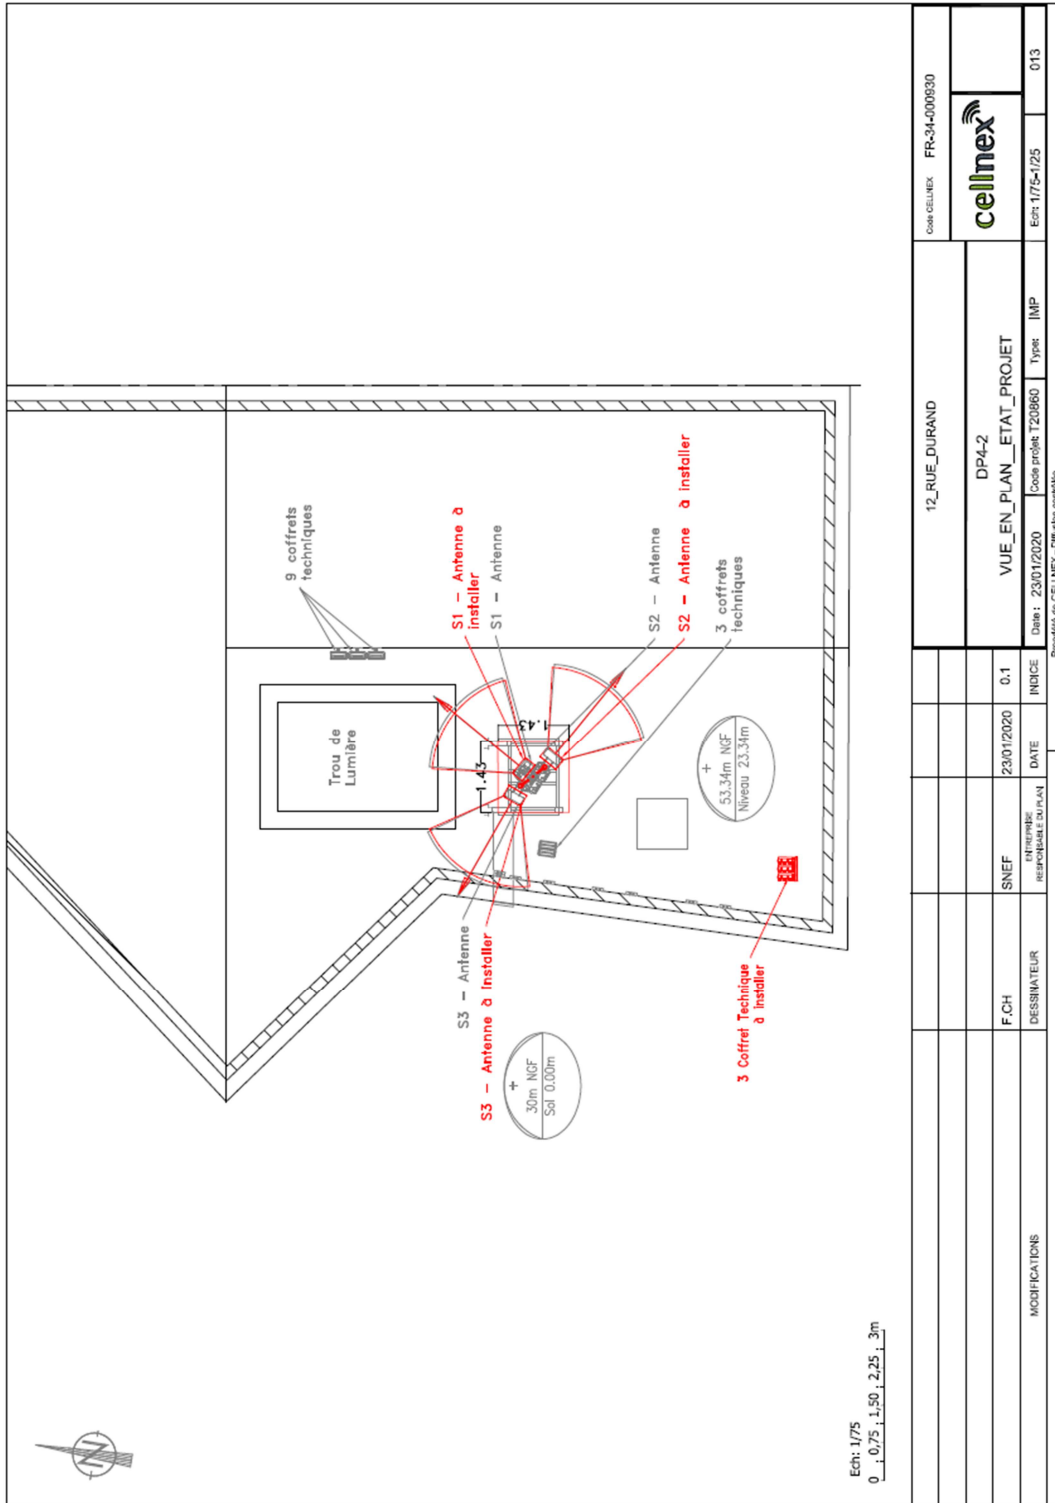 9 coffrets
techniques
Trou de
Lumière
S1 - Antenne à
installer
S1 - Antenne
S2 - Antenne
S2 - Antenne à installer
3 coffrets
techniques
1.43
1.43
+
53.34m NGF
Niveau 23.34m
S3 - Antenne
S3 - Antenne à installer
+
30m NGF
Sol 0.00m
3 Coffret Technique
à installer
N
Ech: 1/75
0 0,75 1,50 2,25 3m
12_RUE_DURAND
Code CELLNEX FR-34-000930
cellnex
DP4-2
VUE_EN_PLAN_ETAT_PROJET
Date : 23/01/2020
Code projet: T20860
Type: IMP
Ech: 1/75-1/25
013
F.CH
SNEF
23/01/2020
0.1
MODIFICATIONS
DESSINATEUR
ENTREPRISE
RESPONSABLE DU PLAN
DATE
INDICE